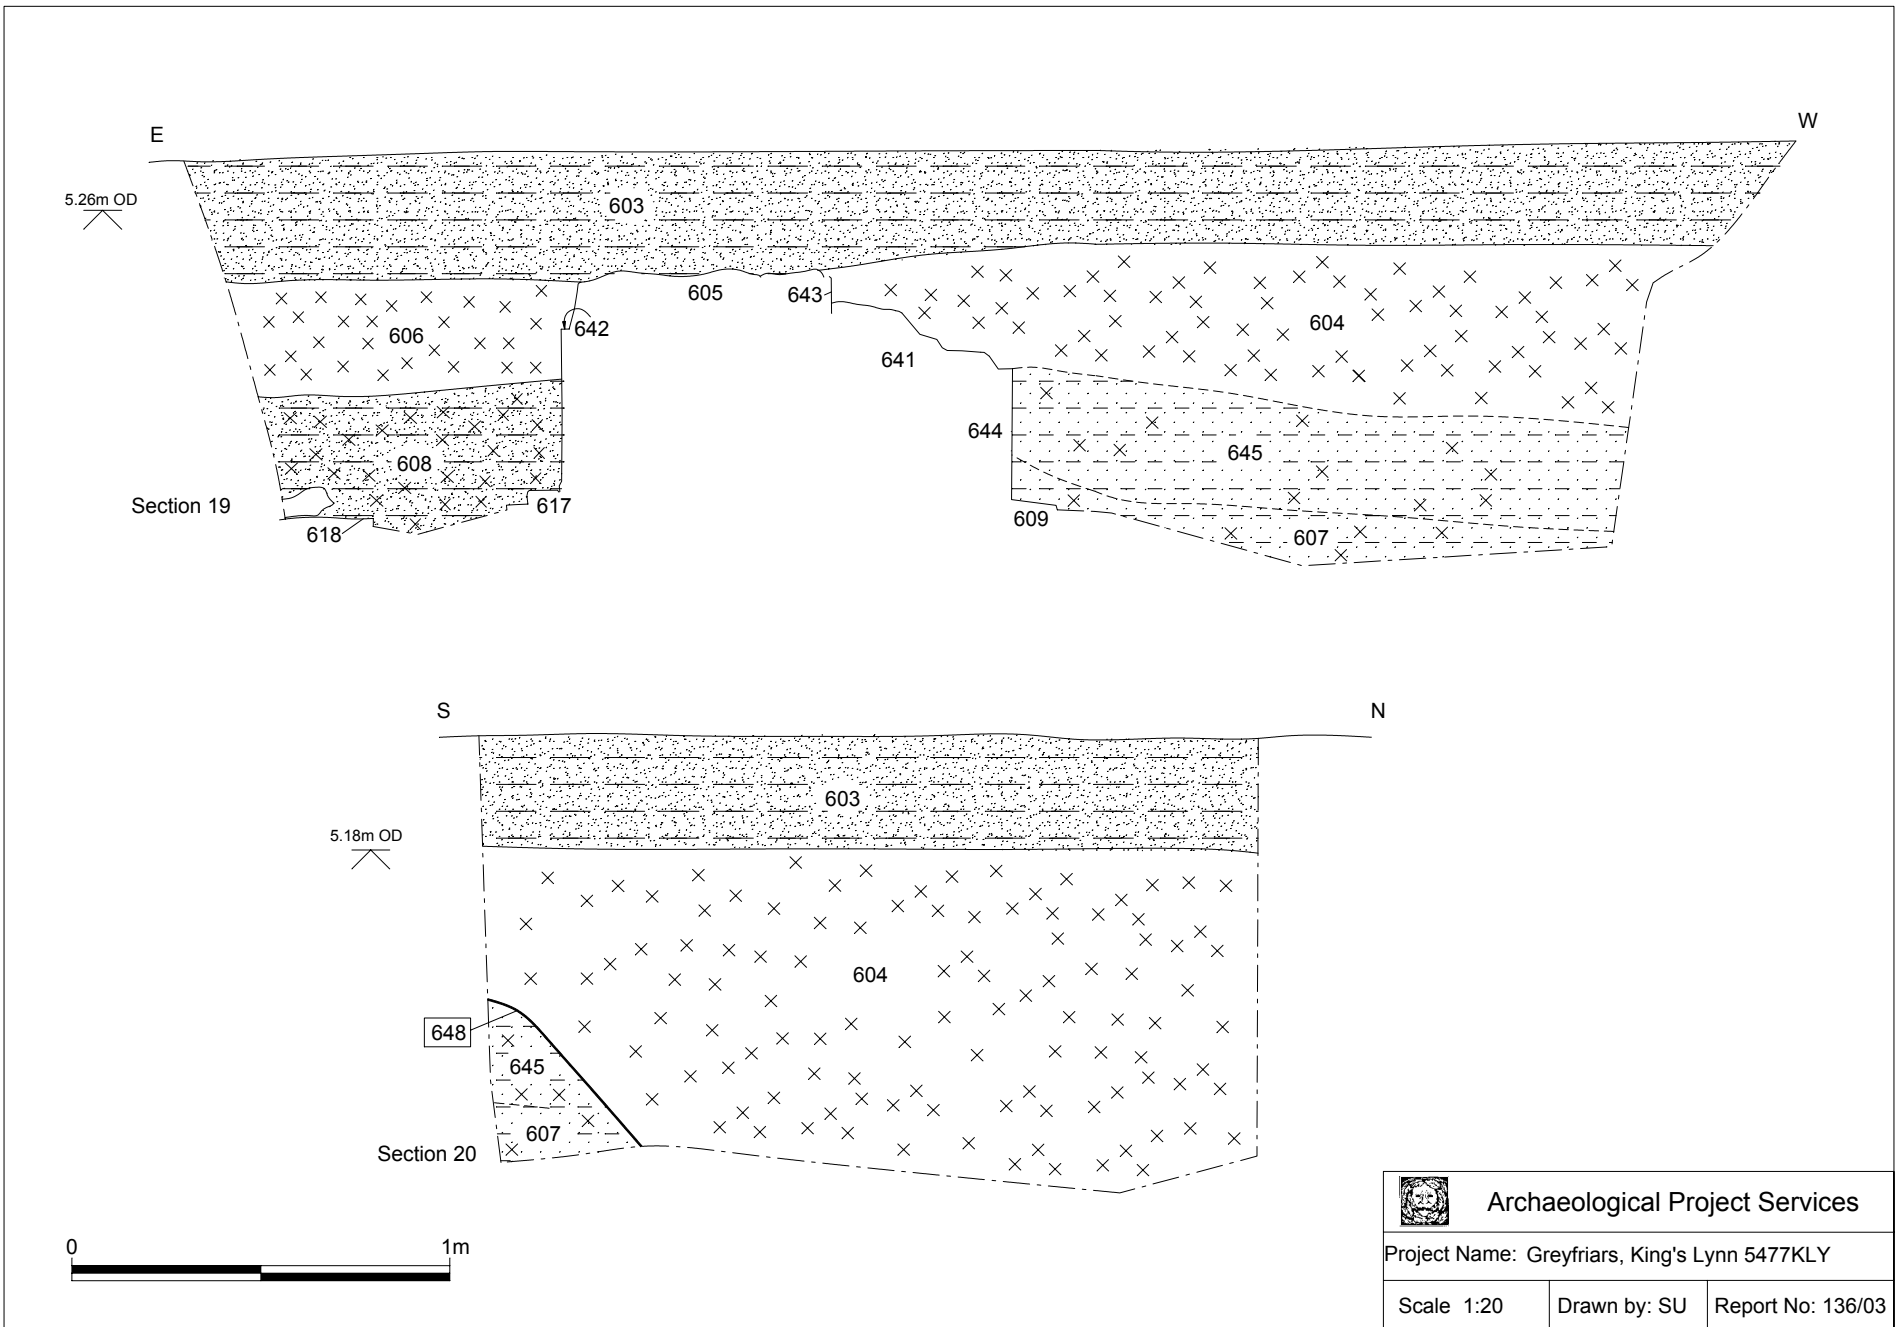 E
W
5.26m OD
603
605
643
642
606
604
641
644
645
608
Section 19
617
609
618
607
S
N
603
5.18m OD
604
648
645
607
Section 20
0
1m
Archaeological Project Services
Project Name: Greyfriars, King's Lynn 5477KLY
Scale 1:20
Drawn by: SU
Report No: 136/03